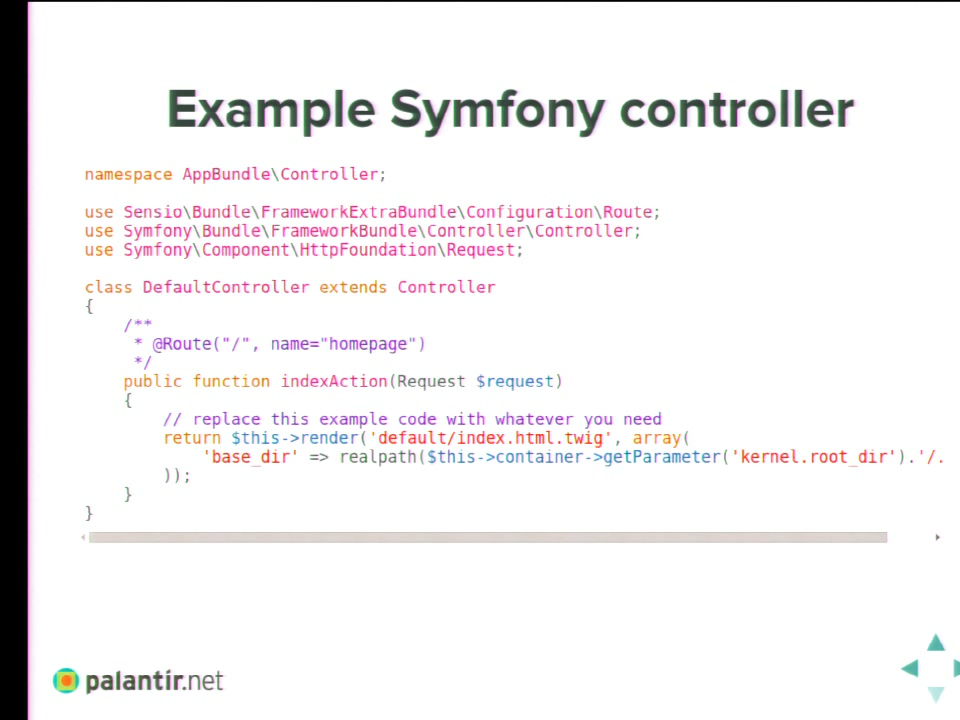 Example Symfony controller
namespace AppBundle\Controller;
use Sensio\Bundle\FrameworkExtraBundle\Configuration\Route;
use Symfony\Bundle\FrameworkBundle\Controller\Controller;
use Symfony\Component\HttpFoundation\Request;
class DefaultController extends Controller
{
    /**
     * @Route("/", name="homepage")
     */
    public function indexAction(Request $request)
    {
        // replace this example code with whatever you need
        return $this->render('default/index.html.twig', array(
            'base_dir' => realpath($this->container->getParameter('kernel.root_dir').'/.
        ));
    }
}
palantir.net